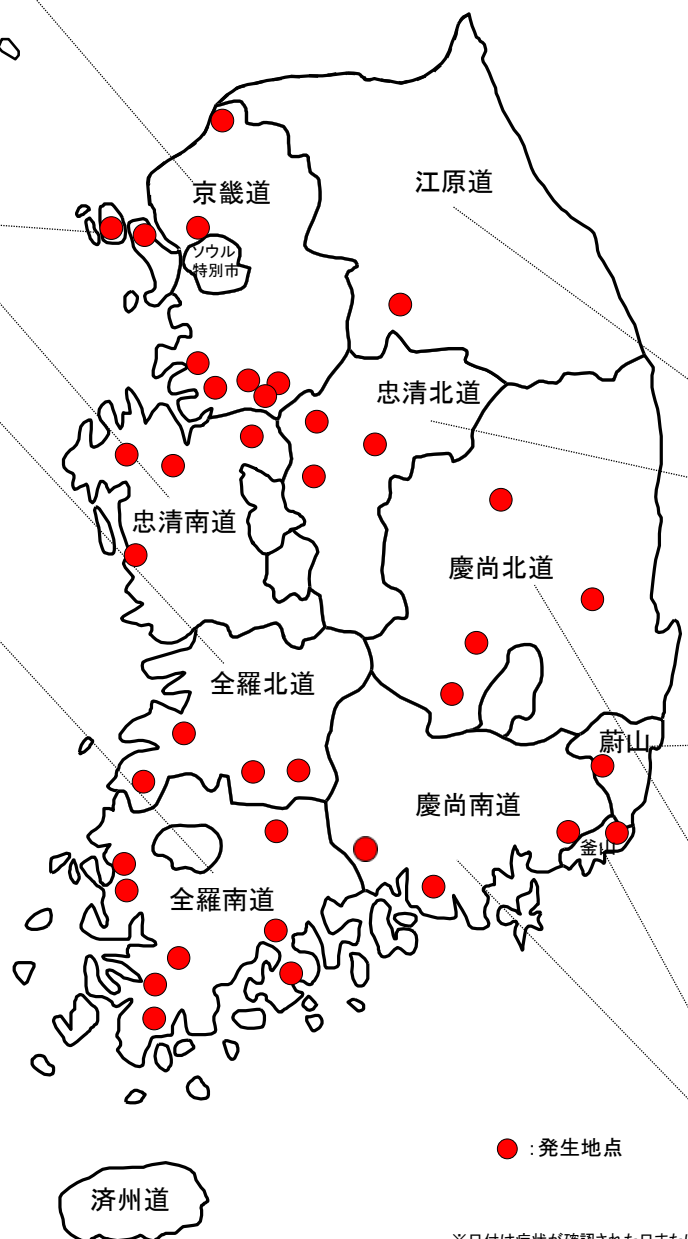 江原道
京畿道
ソウル
特別市
忠清北道
忠清南道
慶尚北道
全羅北道
蔚山
慶尚南道
釜山
全羅南道
:発生地点
済州道